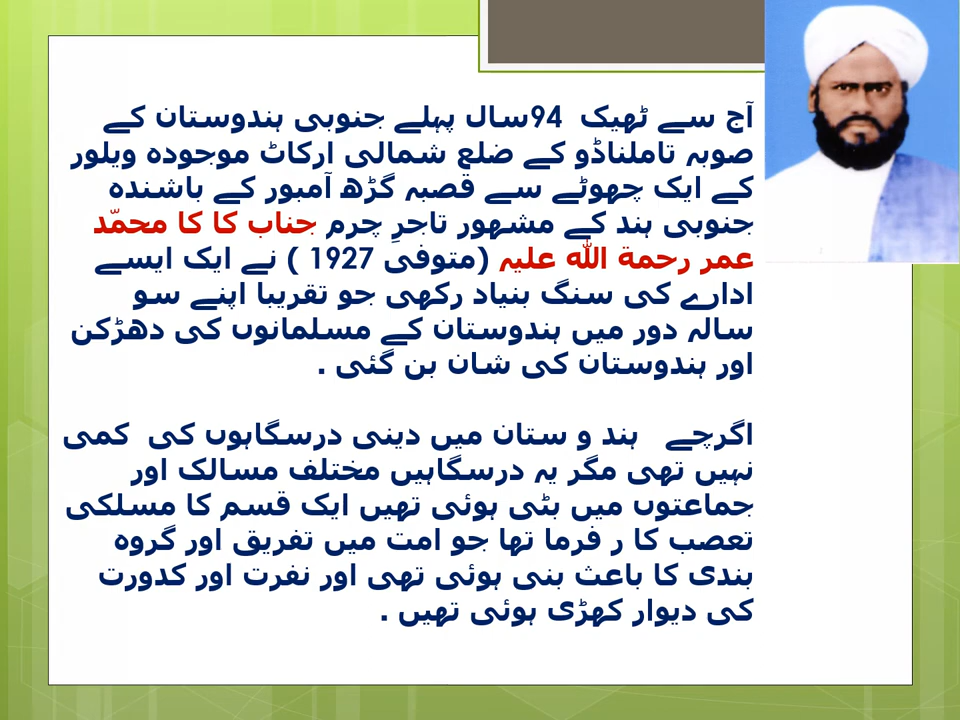 آج سے ٹھیک 94سال پہلے جنوبی ہندوستان کے
صوبہ تاملناڈو کے ضلع شمالی ارکاٹ موجودہ ویلور
کے ایک چھوٹے سے قصبہ گڑھ آمبور کے باشندہ
جنوبی ہند کے مشہور تاجرِ چرم جناب کا کا محمّد
عمر رحمة الله علیہ (متوفی 1927 ) نے ایک ایسے
ادارے کی سنگ بنیاد رکھی جو تقریبا اپنے سو
سالہ دور میں ہندوستان کے مسلمانوں کی دھڑکن
اور ہندوستان کی شان بن گئی .
اگرچے ہند و ستان میں دینی درسگاہوں کی کمی
نہیں تھی مگر یہ درسگاہیں مختلف مسالک اور
جماعتوں میں بٹی ہوئی تھیں ایک قسم کا مسلکی
تعصب کا ر فرما تھا جو امت میں تفریق اور گروہ
بندی کا باعث بنی ہوئی تھی اور نفرت اور کدورت
کی دیوار کھڑی ہوئی تھیں .